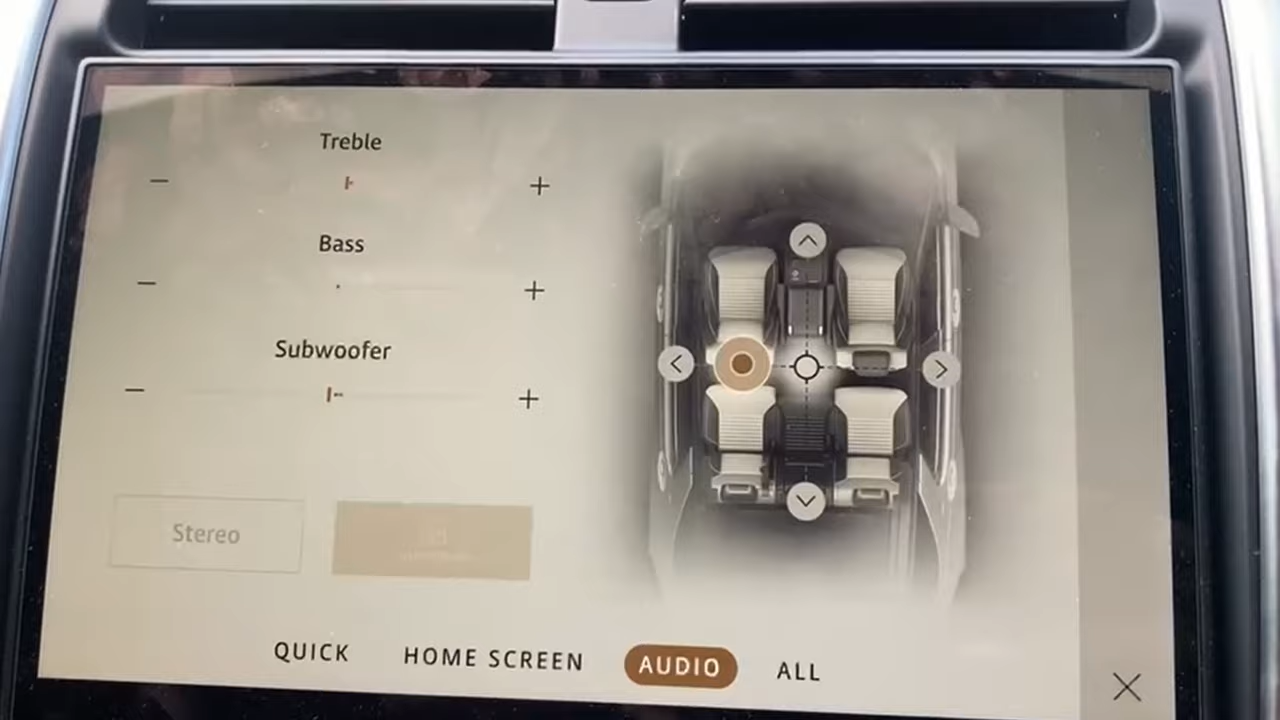 Treble
Bass
Subwoofer
Stereo
QUICK
HOME SCREEN
AUDIO
ALL